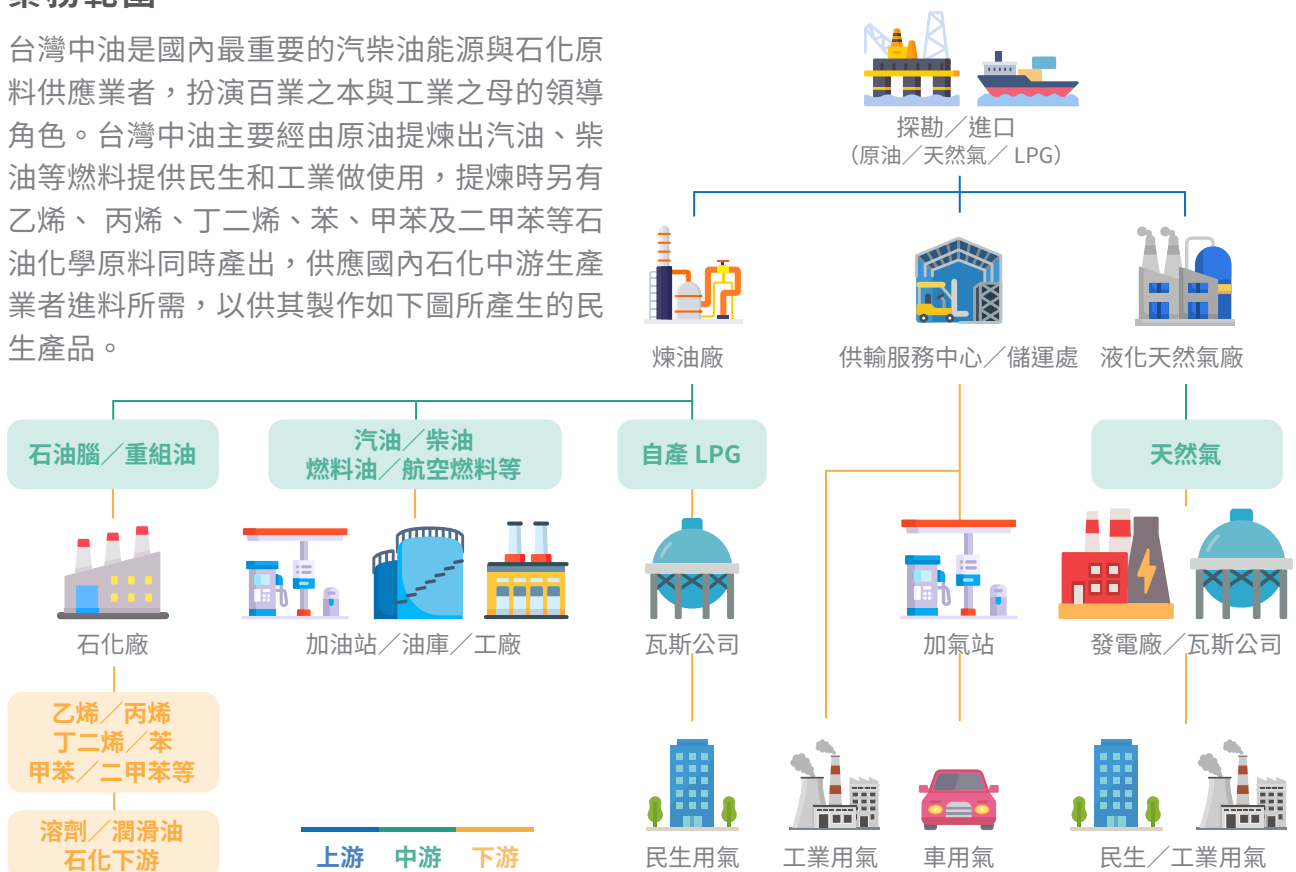 台灣中油是國內最重要的汽柴油能源與石化原
料供應業者，扮演百業之本與工業之母的領導
角色。台灣中油主要經由原油提煉出汽油、柴
油等燃料提供民生和工業做使用，提煉時另有
乙烯、 丙烯、丁二烯、苯、甲苯及二甲苯等石
油化學原料同時產出，供應國內石化中游生產
業者進料所需，以供其製作如下圖所產生的民
生產品。
探勘／進口
（原油／天然氣／ LPG）
煉油廠
供輸服務中心／儲運處
液化天然氣廠
石油腦／重組油
汽油／柴油
燃料油／航空燃料等
自產 LPG
天然氣
石化廠
加油站／油庫／工廠
瓦斯公司
加氣站
發電廠／瓦斯公司
乙烯／丙烯
丁二烯／苯
甲苯／二甲苯等
溶劑／潤滑油
石化下游
上游 中游 下游
民生用氣
工業用氣
車用氣
民生／工業用氣